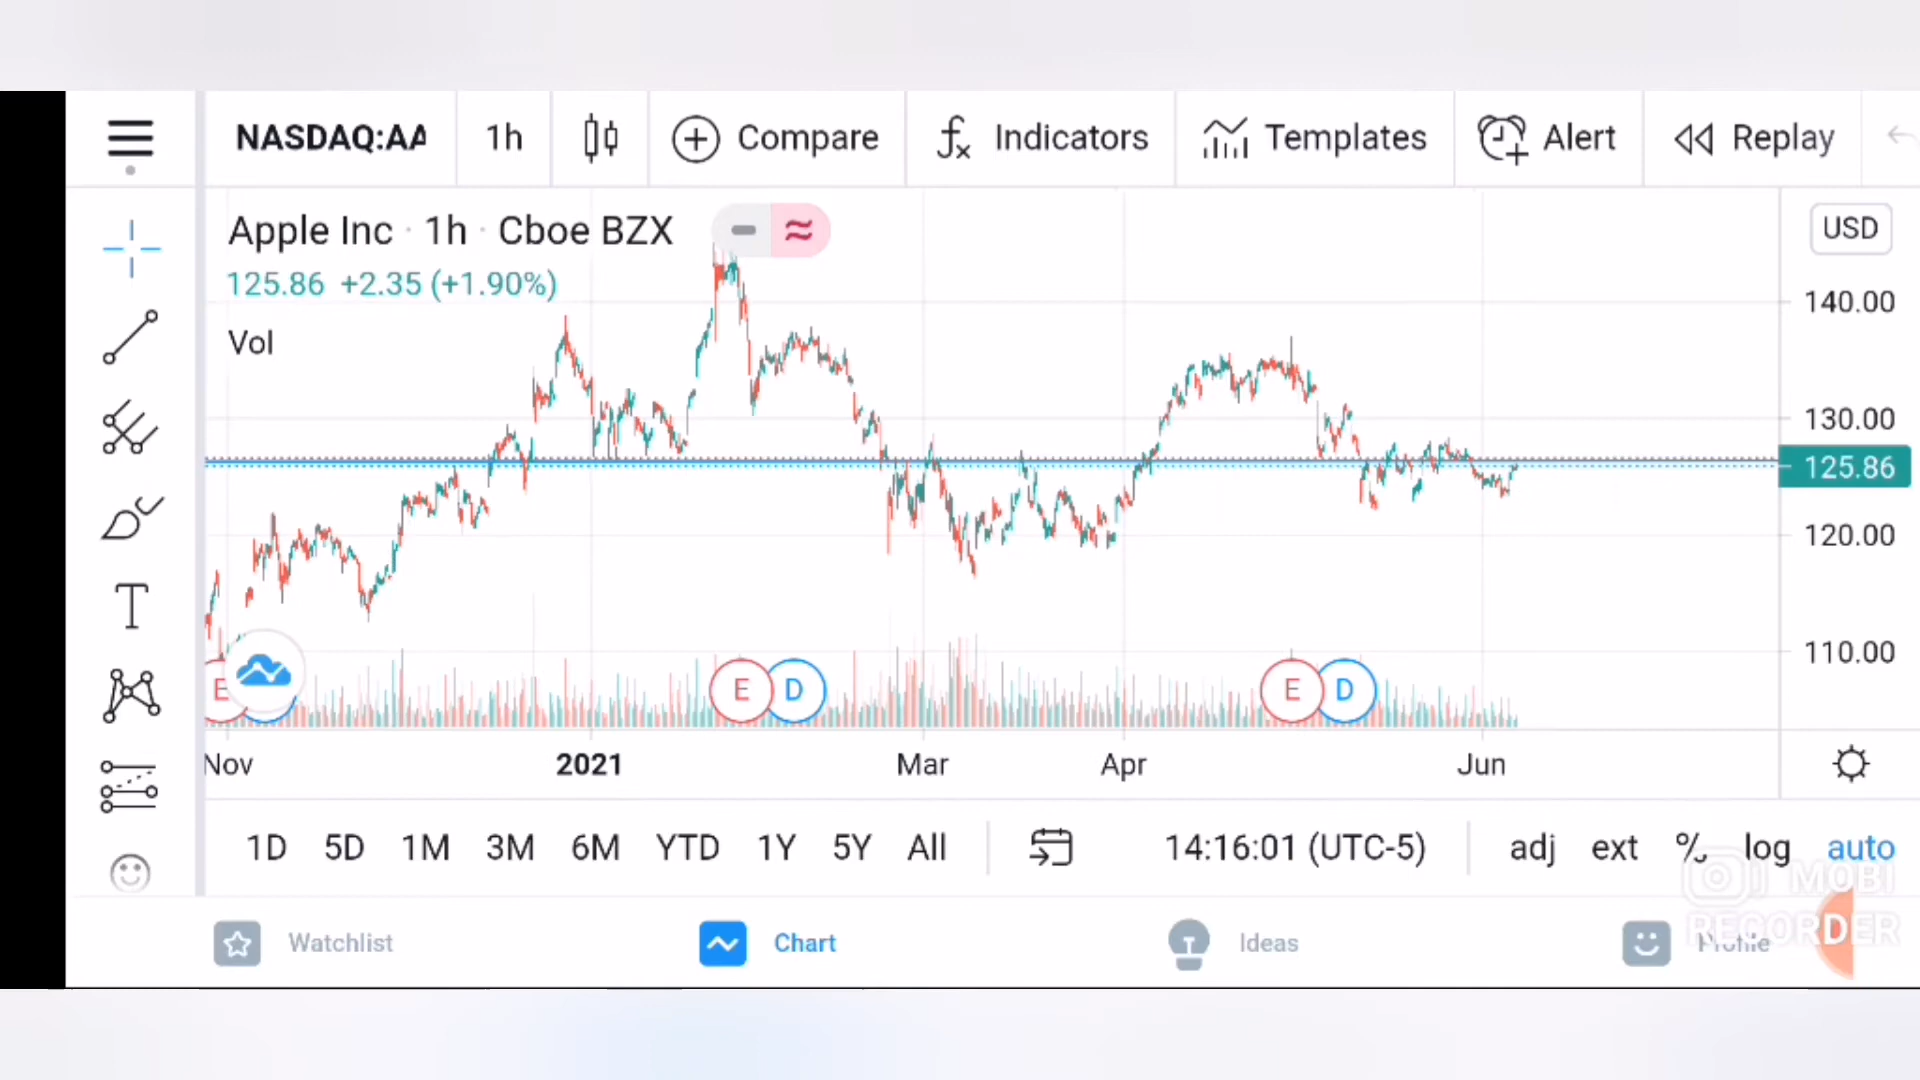 NASDAQ:AA 1h Compare Indicators Templates Alert Replay
Apple Inc · 1h · Cboe BZX
USD
125.86 +2.35 (+1.90%)
Vol
140.00
130.00
125.86
120.00
110.00
E
E D
E D
Nov 2021 Mar Apr Jun
1D 5D 1M 3M 6M YTD 1Y 5Y All 14:16:01 (UTC-5) adj ext % log auto
MOBI
RECORDER
Watchlist Chart Ideas Profile